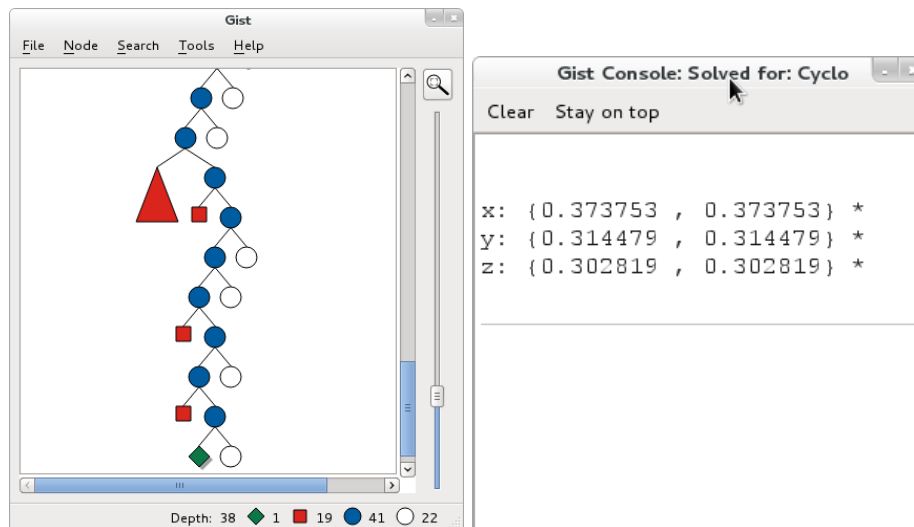 Gist
File Node Search Tools Help
Depth: 38 1 19 41 22
Gist Console: Solved for: Cyclo
Clear Stay on top
x: {0.373753 , 0.373753} *
y: {0.314479 , 0.314479} *
z: {0.302819 , 0.302819} *